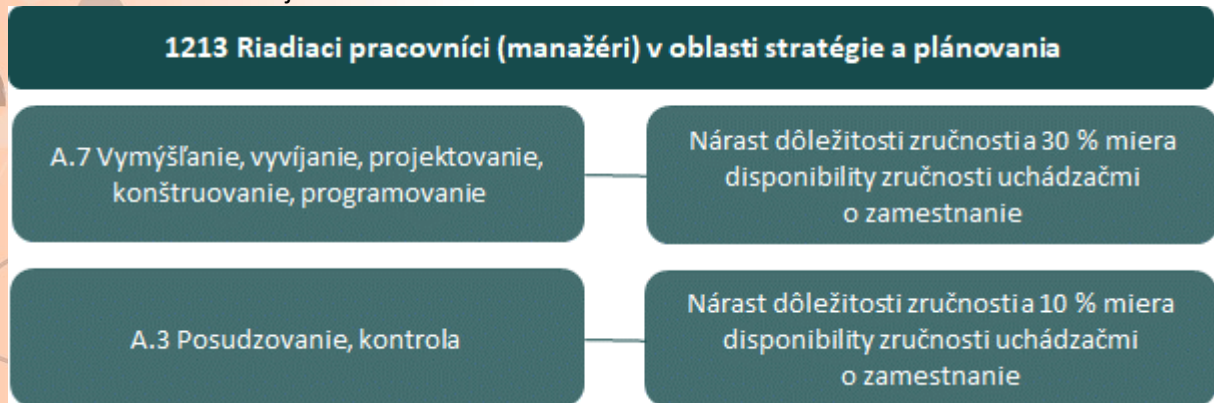 1213 Riadiaci pracovníci (manažéri) v oblasti stratégie a plánovania
A.7 Vymýšľanie, vyvíjanie, projektovanie,
konštruovanie, programovanie
Nárast dôležitosti zručnosti a 30 % miera
disponibility zručnosti uchádzačmi
o zamestnanie
A.3 Posudzovanie, kontrola
Nárast dôležitosti zručnosti a 10 % miera
disponibility zručnosti uchádzačmi
o zamestnanie